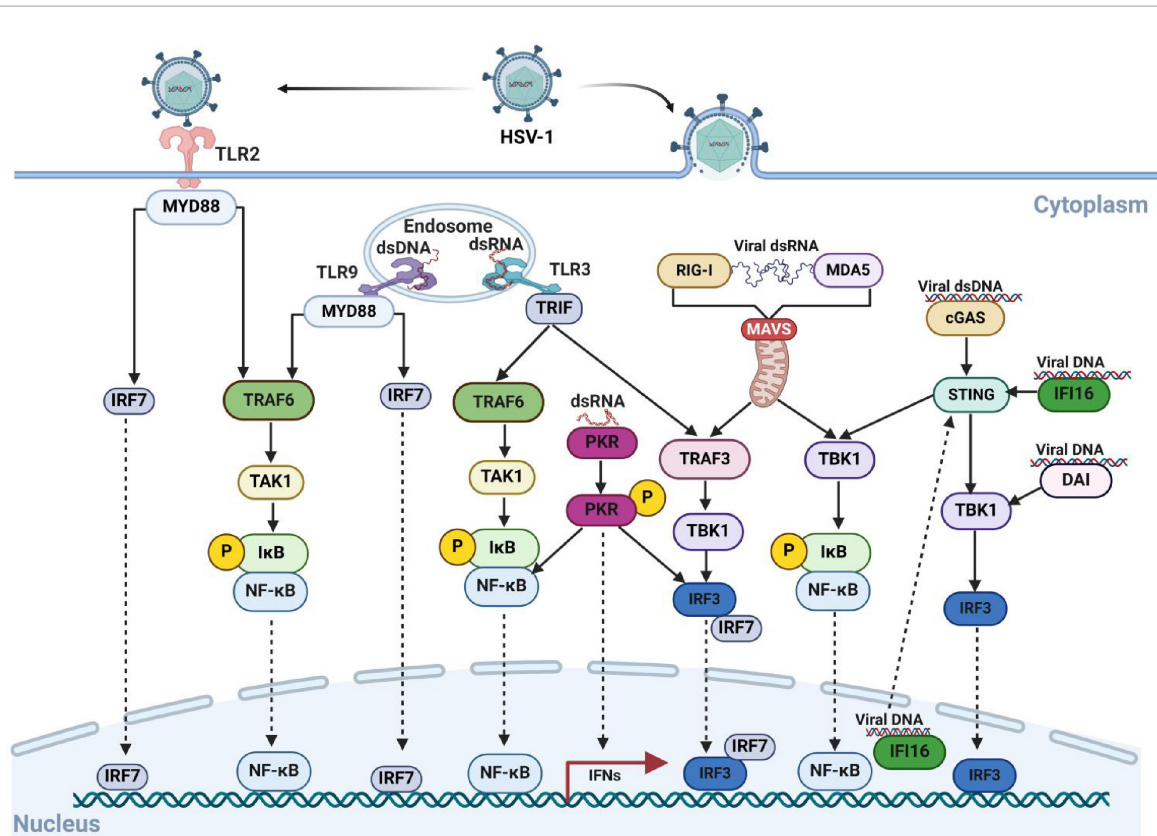 HSV-1
TLR2
MYD88
Cytoplasm
Endosome
dsDNA
dsRNA
TLR9
TLR3
MYD88
TRIF
Viral dsRNA
RIG-I
MDA5
MAVS
Viral dsDNA
cGAS
Viral DNA
STING
IFI16
IRF7
TRAF6
IRF7
TRAF6
dsRNA
PKR
TRAF3
TBK1
Viral DNA
DAI
TAK1
TAK1
PKR
P
TBK1
TBK1
P
IκB
NF-κB
P
IκB
NF-κB
P
IκB
NF-κB
IRF3
IRF7
IRF3
Viral DNA
IFI16
IRF7
NF-κB
IRF7
NF-κB
IFNs
IRF3
IRF7
NF-κB
IRF3
Nucleus